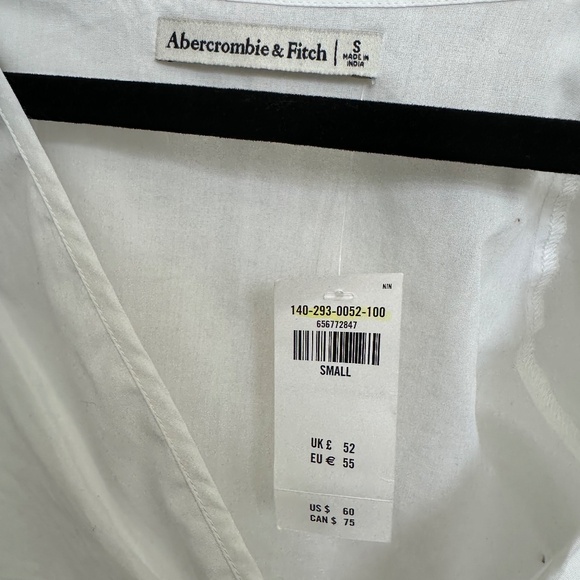 Abercrombie & Fitch
S
MADE IN
INDIA
N/N
140-293-0052-100
656772847
SMALL
UK £ 52
EU € 55
US $ 60
CAN $ 75